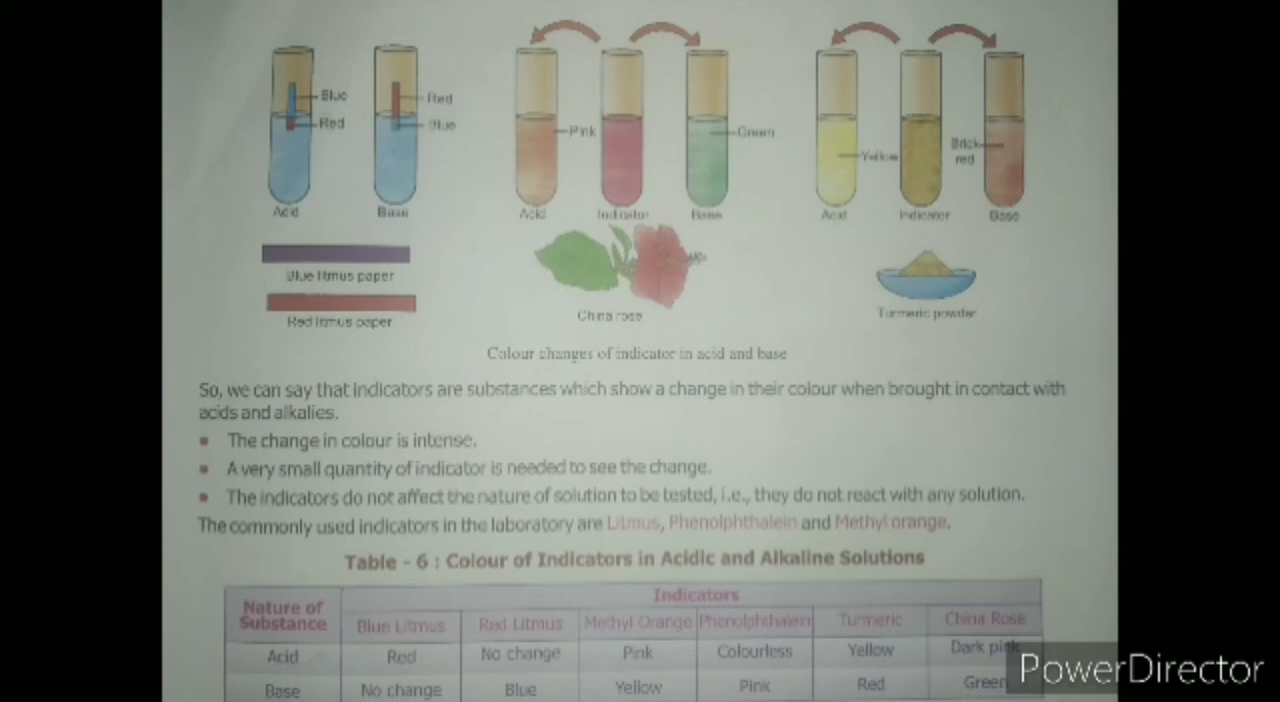 Blue
Red
Acid
Red
Blue
Base
Pink
Green
Acid
Indicator
Base
Yellow
Brick
red
Acid
Indicator
Base
Blue litmus paper
Red litmus paper
China rose
Turmeric powder
Colour changes of indicator in acid and base
So, we can say that indicators are substances which show a change in their colour when brought in contact with
acids and alkalies.
• The change in colour is intense.
• A very small quantity of indicator is needed to see the change.
• The indicators do not affect the nature of solution to be tested, i.e., they do not react with any solution.
The commonly used indicators in the laboratory are Litmus, Phenolphthalein and Methyl orange.
Table - 6 : Colour of Indicators in Acidic and Alkaline Solutions
Nature of
Substance
Indicators
Blue Litmus Red Litmus Methyl Orange Phenolphthalein Turmeric China Rose
Acid Red No change Pink Colourless Yellow Dark pink
Base No change Blue Yellow Pink Red Green
PowerDirector